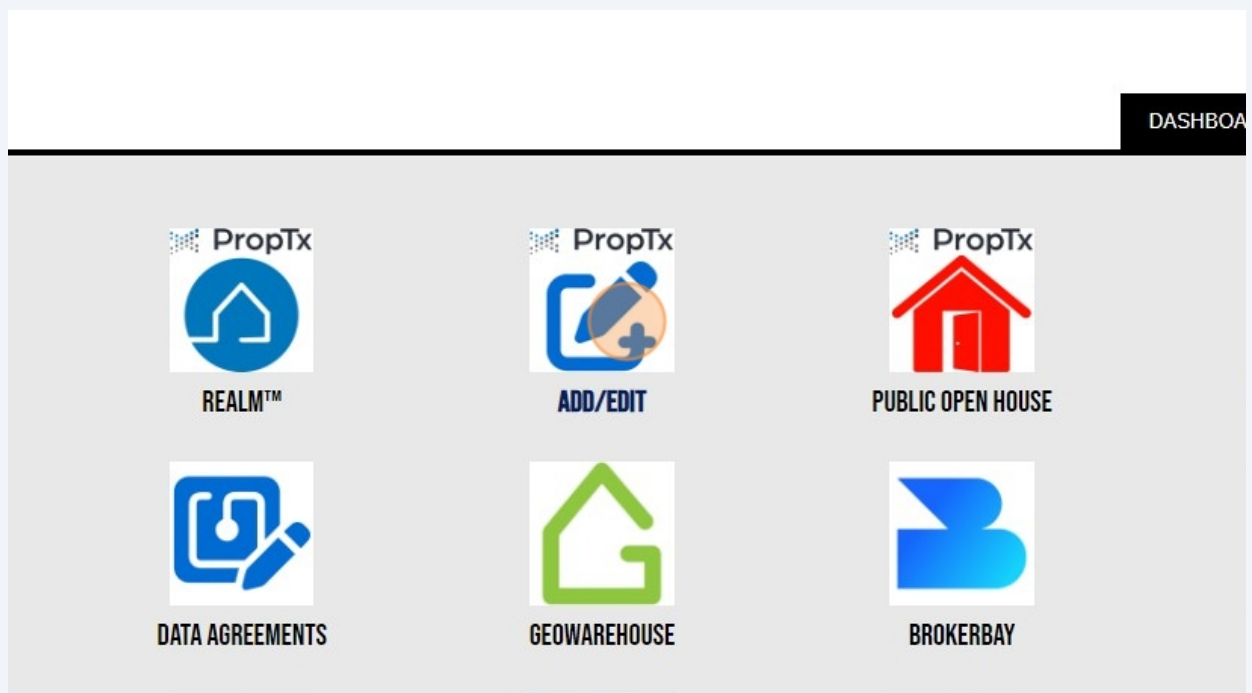 DASHBOA
PropTx PropTx PropTx
REALM™ ADD/EDIT PUBLIC OPEN HOUSE
DATA AGREEMENTS GEOWAREHOUSE BROKERBAY